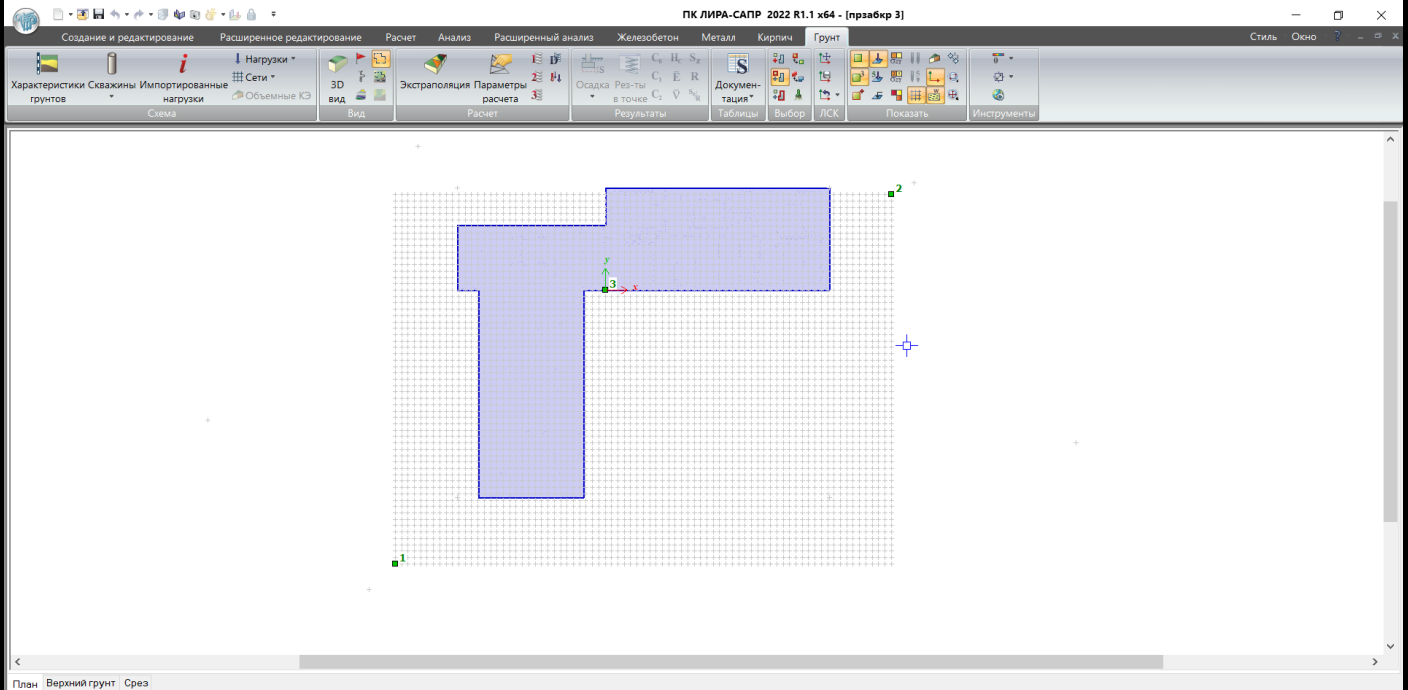 ПК ЛИРА-САПР 2022 R1.1 x64 - [прзабкр 3]
Создание и редактирование Расширенное редактирование Расчет Анализ Расширенный анализ Железобетон Металл Кирпич Грунт Стиль Окно
Характеристики грунтов Скважины Импортированные нагрузки
Нагрузки
Сети
Объемные КЭ
Схема
3D вид
Вид
Экстраполяция Параметры расчета
Расчет
Осадка Рез-ты в точке
Результаты
Докумен-тация
Таблицы
Выбор
ЛСК
Показать
Инструменты
2
y
3 x
1
План Верхний грунт Срез